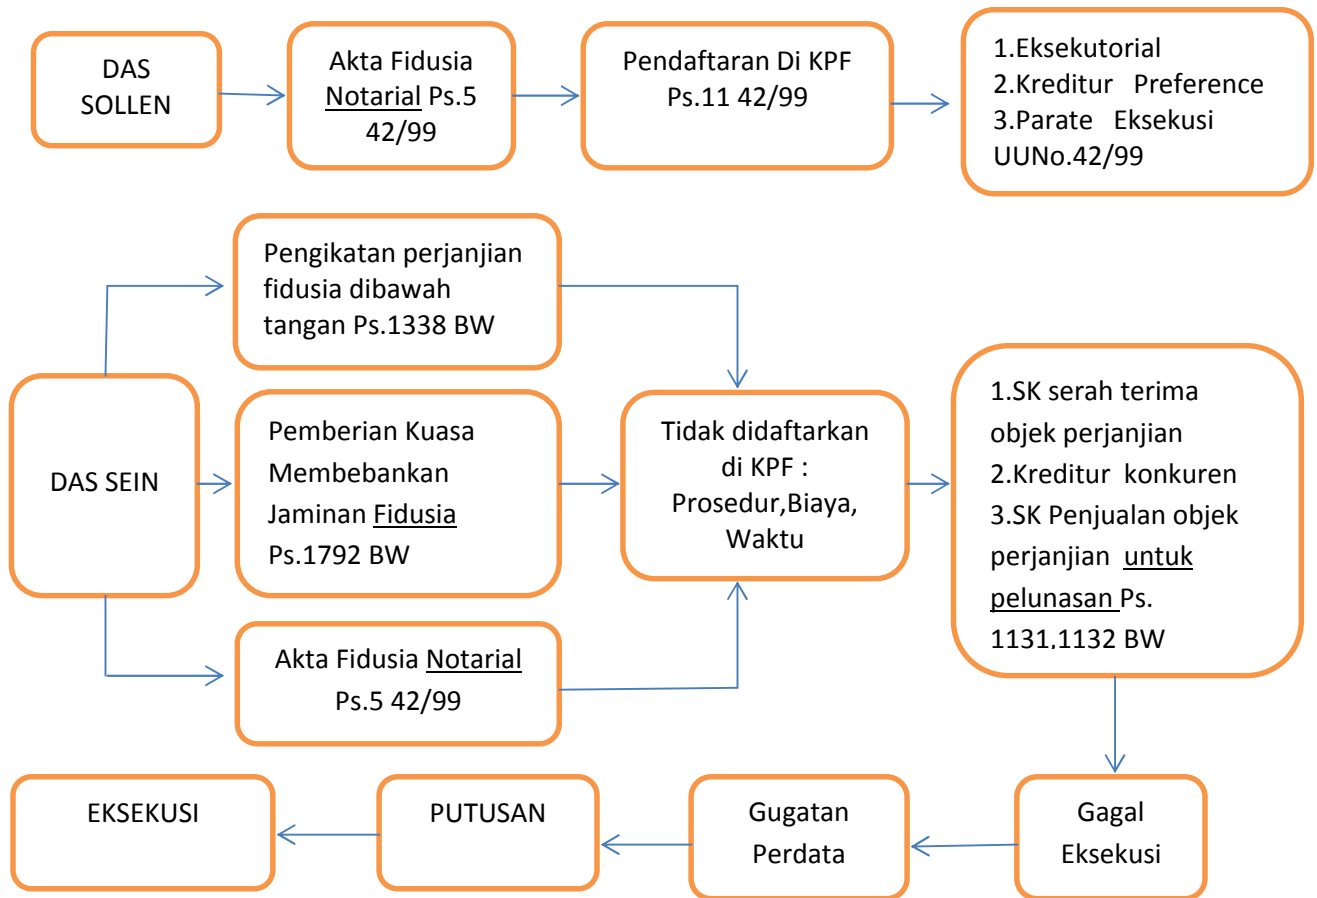 DAS
SOLLEN
Akta Fidusia
Notarial Ps.5
42/99
Pendaftaran Di KPF
Ps.11 42/99
1.Eksekutorial
2.Kreditur Preference
3.Parate Eksekusi
UUNo.42/99
Pengikatan perjanjian
fidusia dibawah
tangan Ps.1338 BW
DAS SEIN
Pemberian Kuasa
Membebankan
Jaminan Fidusia
Ps.1792 BW
Akta Fidusia Notarial
Ps.5 42/99
Tidak didaftarkan
di KPF :
Prosedur,Biaya,
Waktu
1.SK serah terima
objek perjanjian
2.Kreditur konkuren
3.SK Penjualan objek
perjanjian untuk
pelunasan Ps.
1131,1132 BW
Gagal
Eksekusi
Gugatan
Perdata
PUTUSAN
EKSEKUSI